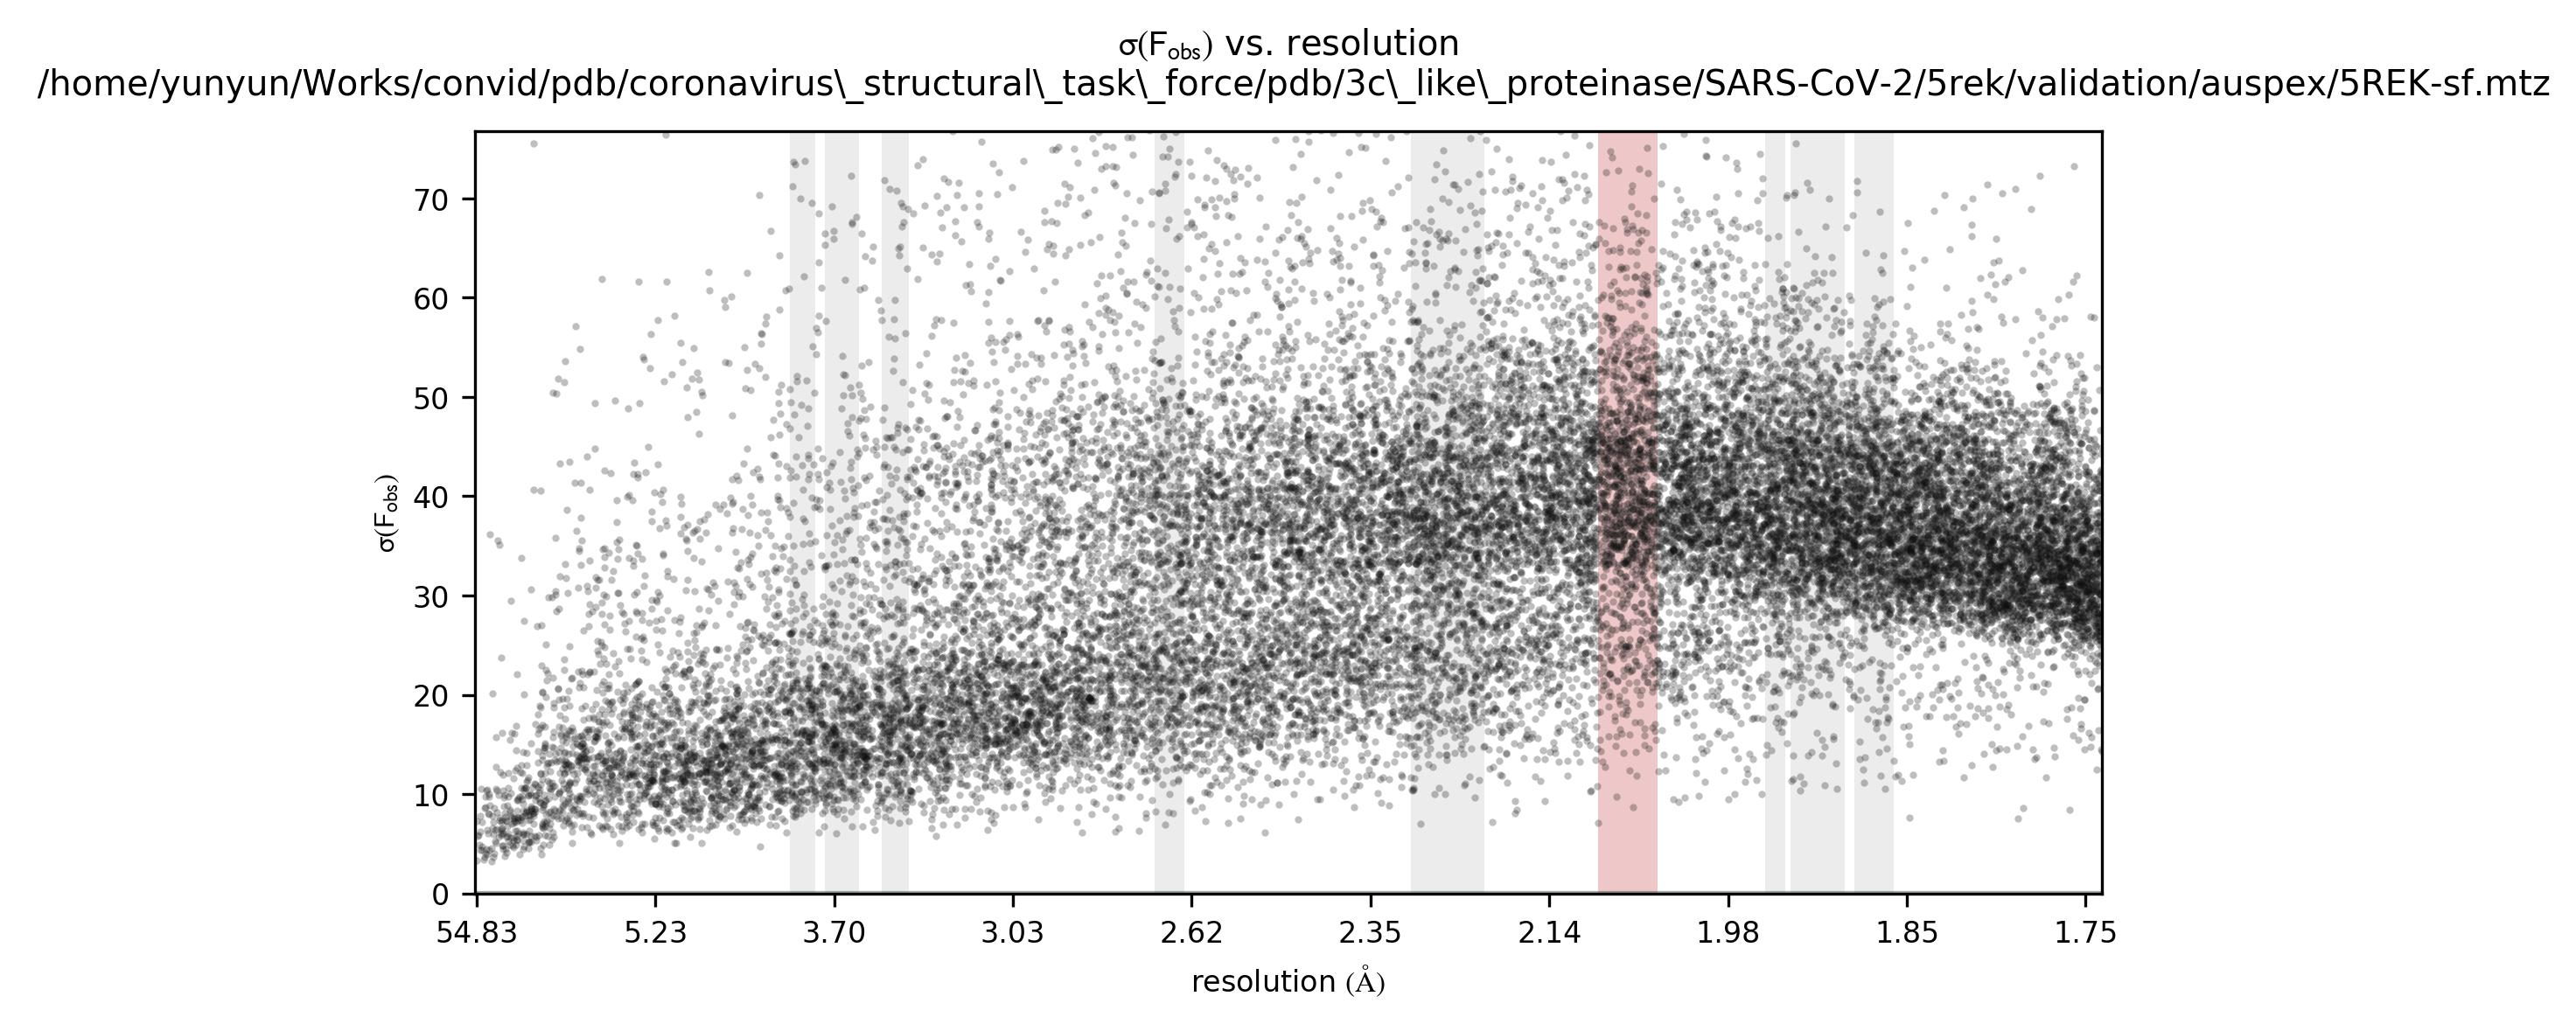 σ(Fobs) vs. resolution
/home/yunyun/Works/convid/pdb/coronavirus\_structural\_task\_force/pdb/3c\_like\_proteinase/SARS-CoV-2/5rek/validation/auspex/5REK-sf.mtz
70
60
50
40
30
20
10
0
σ(Fobs)
54.83 5.23 3.70 3.03 2.62 2.35 2.14 1.98 1.85 1.75
resolution (Å)